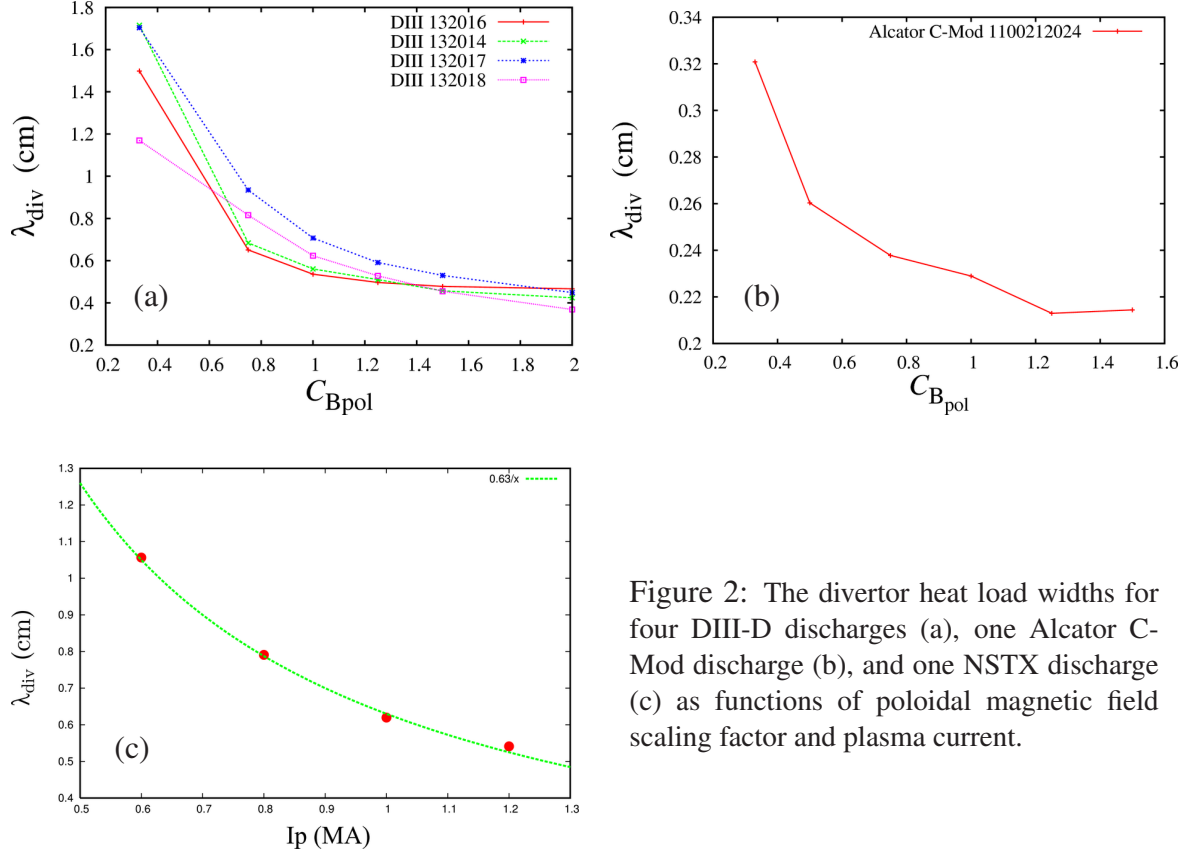 1.8
1.6
1.4
1.2
1
0.8
0.6
0.4
0.2
λdiv (cm)
DIII 132016
DIII 132014
DIII 132017
DIII 132018
(a)
0.2 0.4 0.6 0.8 1 1.2 1.4 1.6 1.8 2
CBpol
0.34
0.32
0.3
0.28
0.26
0.24
0.22
0.2
λdiv (cm)
Alcator C-Mod 1100212024
(b)
0.2 0.4 0.6 0.8 1 1.2 1.4 1.6
CBpol
1.3
1.2
1.1
1
0.9
0.8
0.7
0.6
0.5
0.4
λdiv (cm)
0.63/x
(c)
0.5 0.6 0.7 0.8 0.9 1 1.1 1.2 1.3
Ip (MA)
Figure 2: The divertor heat load widths for
four DIII-D discharges (a), one Alcator C-
Mod discharge (b), and one NSTX discharge
(c) as functions of poloidal magnetic field
scaling factor and plasma current.